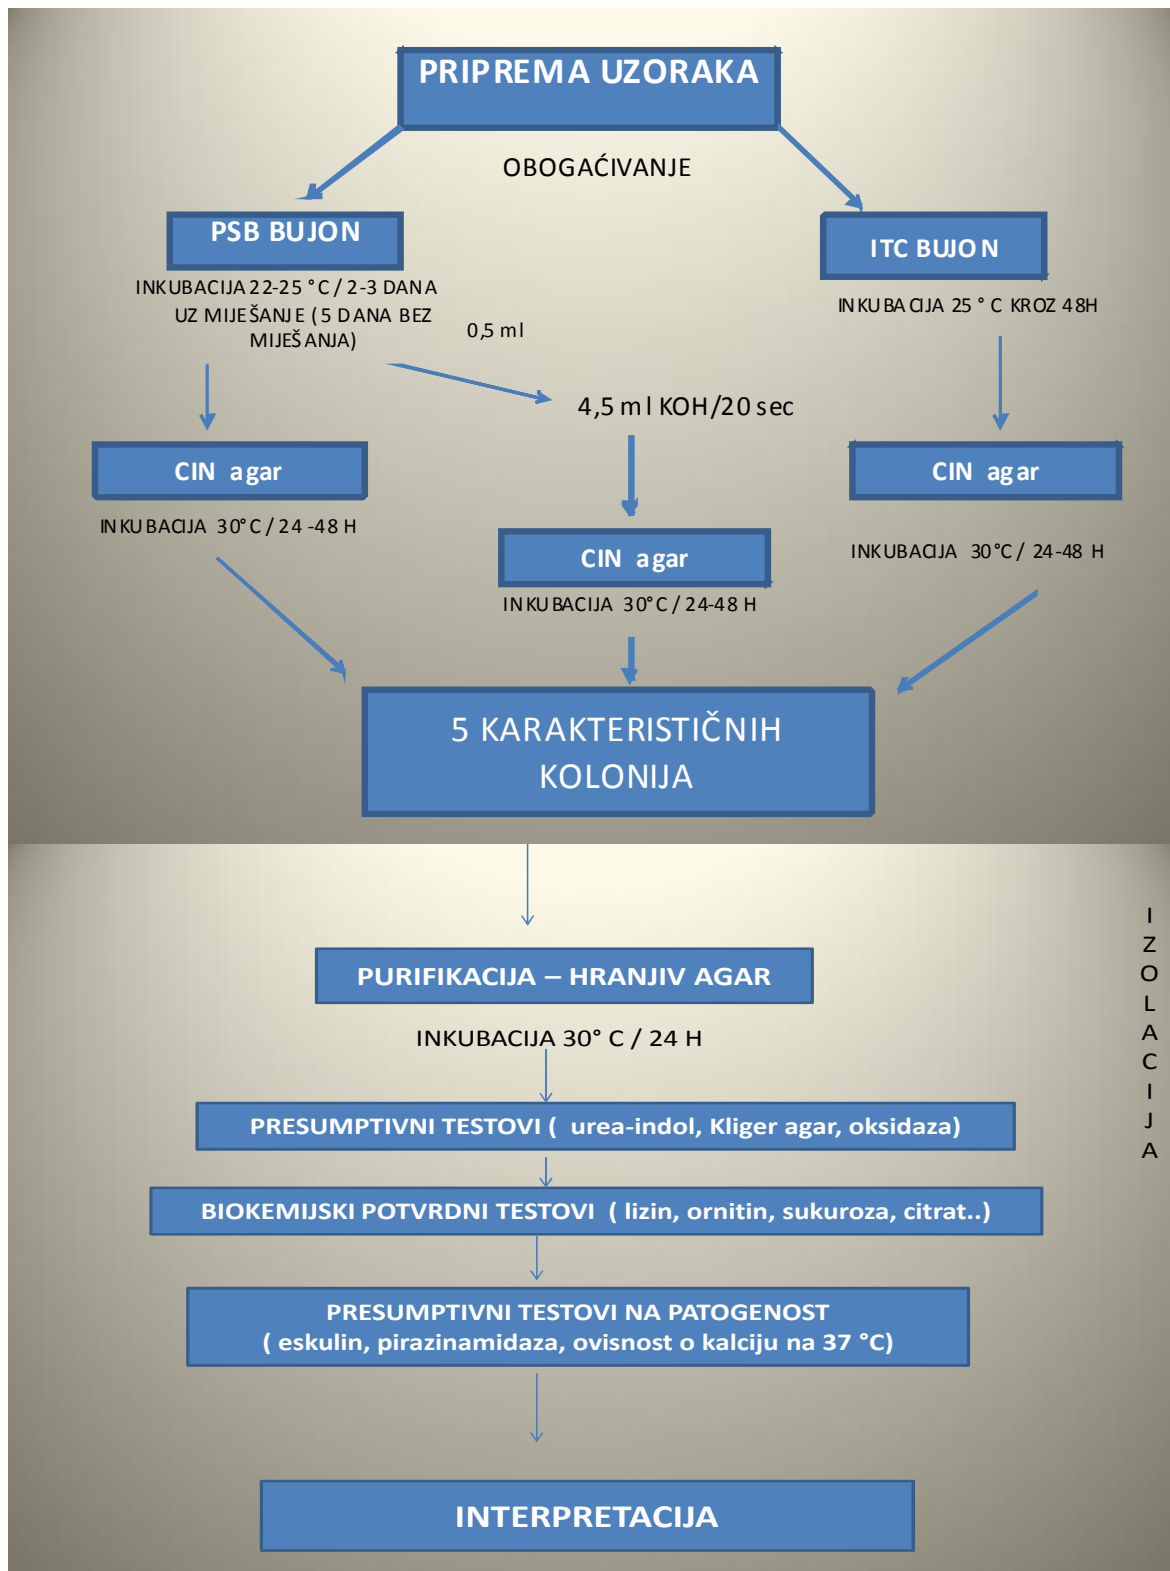 PRIPREMA UZORAKA
OBOGAĆIVANJE
PSB BUJON
INKUBACIJA 22-25 °C / 2-3 DANA
UZ MIJEŠANJE ( 5 DANA BEZ
MIJEŠANJA)
0,5 ml
ITC BUJON
INKUBACIJA 25 ° C KROZ 48H
4,5 ml KOH/20 sec
CIN agar
INKUBACIJA 30°C / 24 -48 H
CIN agar
INKUBACIJA 30°C / 24-48 H
CIN agar
INKUBACIJA 30°C / 24-48 H
5 KARAKTERISTIČNIH
KOLONIJA
IZOLACIJA
PURIFIKACIJA – HRANJIV AGAR
INKUBACIJA 30° C / 24 H
PRESUMPTIVNI TESTOVI ( urea-indol, Kliger agar, oksidaza)
BIOKEMIJSKI POTVRDNI TESTOVI ( lizin, ornitin, sukuroza, citrat..)
PRESUMPTIVNI TESTOVI NA PATOGENOST
( eskulin, pirazinamidaza, ovisnost o kalciju na 37 °C)
INTERPRETACIJA